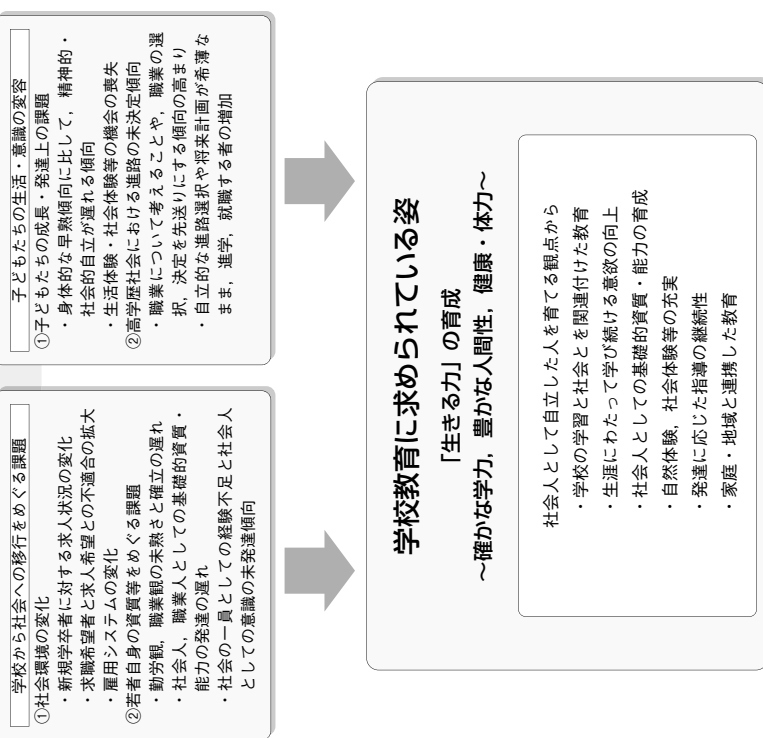 学校から社会への移行をめぐる課題
①社会環境の変化
・新規学卒者に対する求人状況の変化
・求職希望者と求人希望との不適合の拡大
・雇用システムの変化
②若者自身の資質等をめぐる課題
・勤労観，職業観の未熟さと確立の遅れ
・社会人，職業人としての基礎的資質・
能力の発達の遅れ
・社会の一員としての経験不足と社会人
としての意識の未発達傾向
子どもたちの生活・意識の変容
①子どもたちの成長・発達上の課題
・身体的な早熟傾向に比して，精神的・
社会的自立が遅れる傾向
・生活体験・社会体験等の機会の喪失
②高学歴社会における進路の未決定傾向
・職業について考えることや，職業の選
択，決定を先送りにする傾向の高まり
・自立的な進路選択や将来計画が希薄な
まま，進学，就職する者の増加
学校教育に求められている姿
「生きる力」の育成
～確かな学力，豊かな人間性，健康・体力～
社会人として自立した人を育てる観点から
・学校の学習と社会とを関連付けた教育
・生涯にわたって学び続ける意欲の向上
・社会人としての基礎的資質・能力の育成
・自然体験，社会体験等の充実
・発達に応じた指導の継続性
・家庭・地域と連携した教育